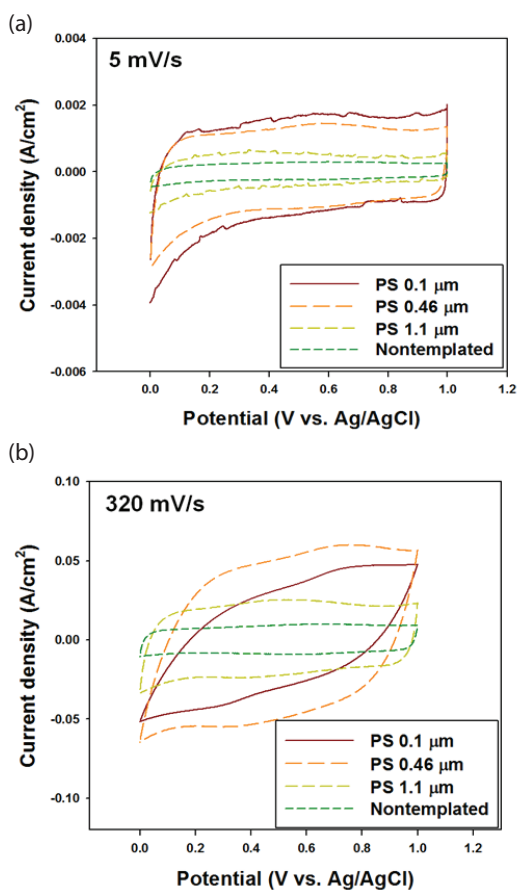 (a)
5 mV/s
Current density (A/cm²)
0.004
0.002
0.000
-0.002
-0.004
-0.006
PS 0.1 μm
PS 0.46 μm
PS 1.1 μm
Nontemplated
0.0 0.2 0.4 0.6 0.8 1.0 1.2
Potential (V vs. Ag/AgCl)
(b)
320 mV/s
Current density (A/cm²)
0.10
0.05
0.00
-0.05
-0.10
PS 0.1 μm
PS 0.46 μm
PS 1.1 μm
Nontemplated
0.0 0.2 0.4 0.6 0.8 1.0 1.2
Potential (V vs. Ag/AgCl)